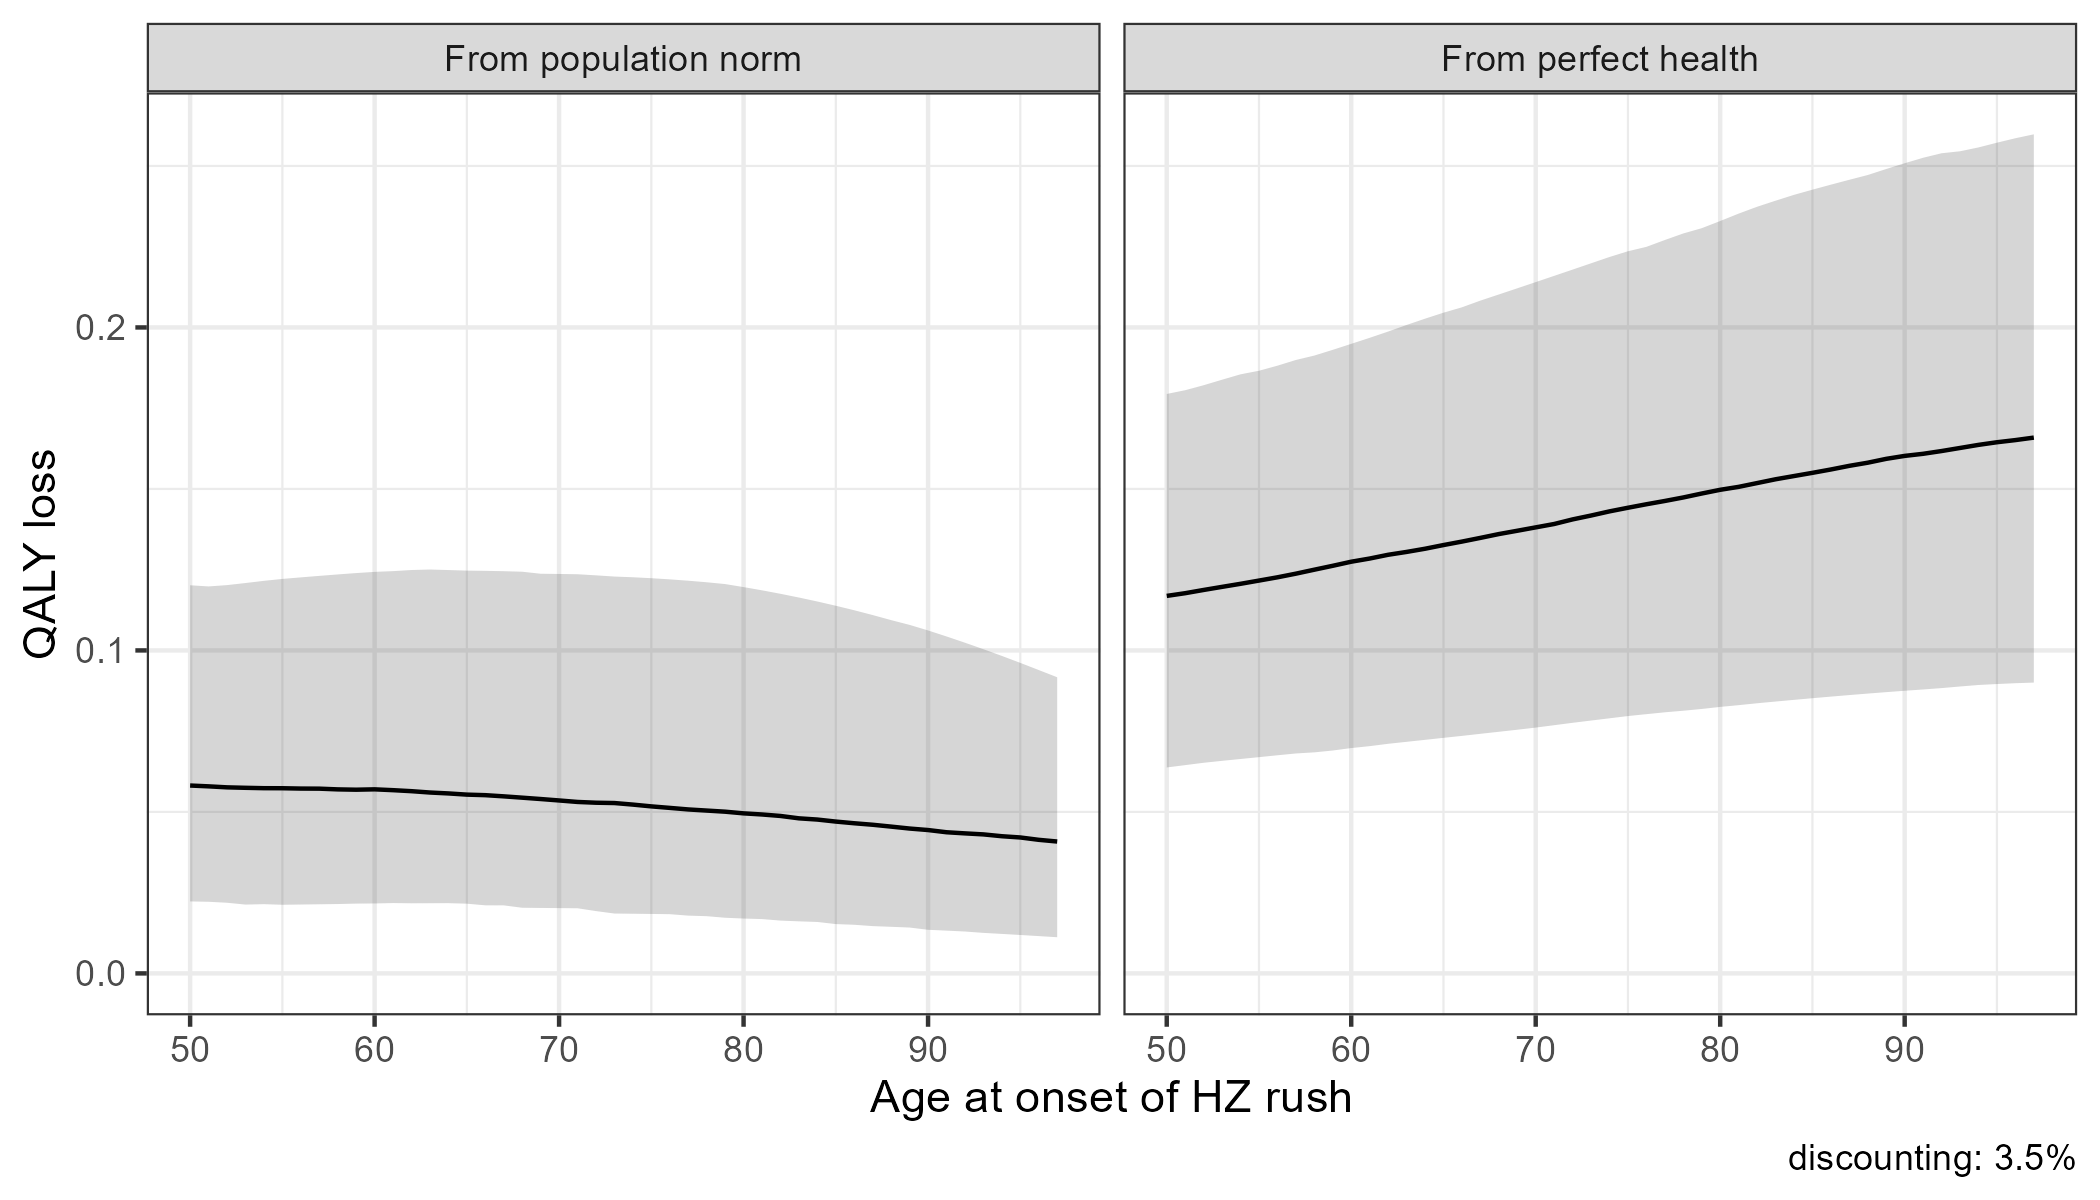 From population norm
From perfect health
QALY loss
0.2
0.1
0.0
50 60 70 80 90
50 60 70 80 90
Age at onset of HZ rush
discounting: 3.5%